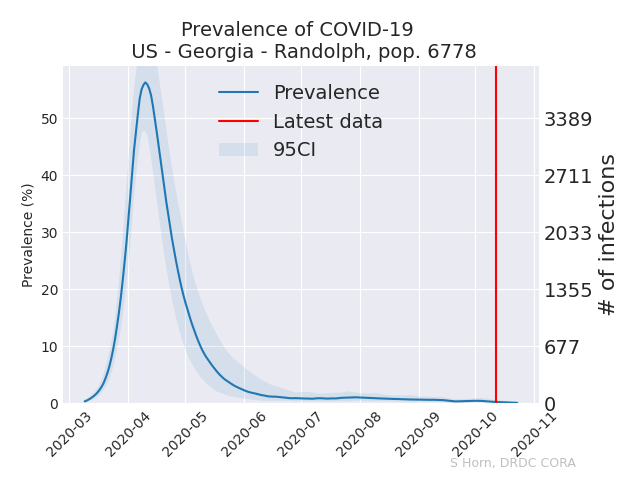 Prevalence of COVID-19
US - Georgia - Randolph, pop. 6778
Prevalence
Latest data
95CI
Prevalence (%)
50
40
30
20
10
0
3389
2711
2033
1355
677
0
# of infections
2020-03
2020-04
2020-05
2020-06
2020-07
2020-08
2020-09
2020-10
2020-11
S Horn, DRDC CORA